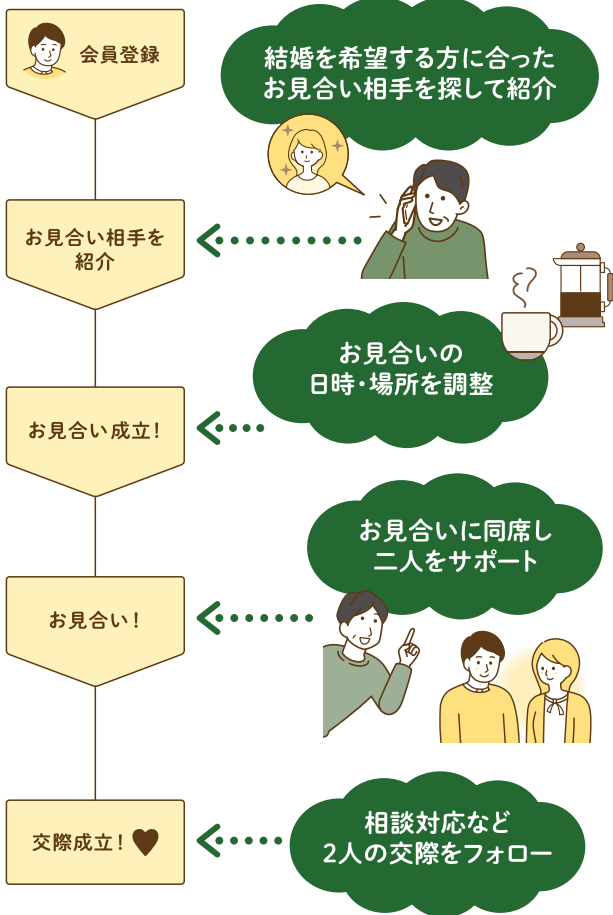 会員登録
結婚を希望する方に合った
お見合い相手を探して紹介
お見合い相手を
紹介
お見合いの
日時・場所を調整
お見合い成立!
お見合いに同席し
二人をサポート
お見合い!
相談対応など
2人の交際をフォロー
交際成立!